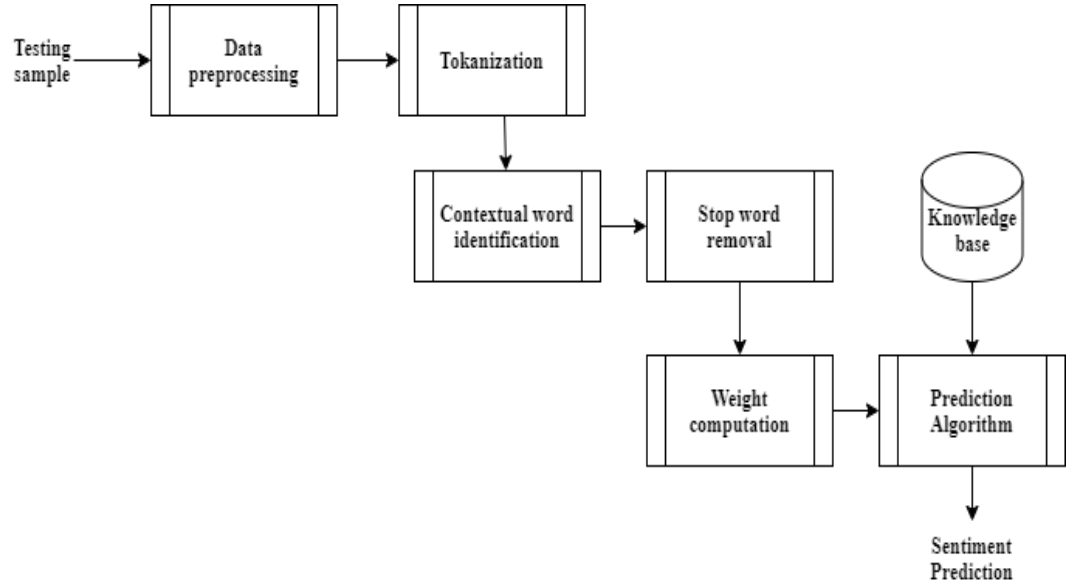 Testing
sample
Data
preprocessing
Tokanization
Contextual word
identification
Stop word
removal
Knowledge
base
Weight
computation
Prediction
Algorithm
Sentiment
Prediction